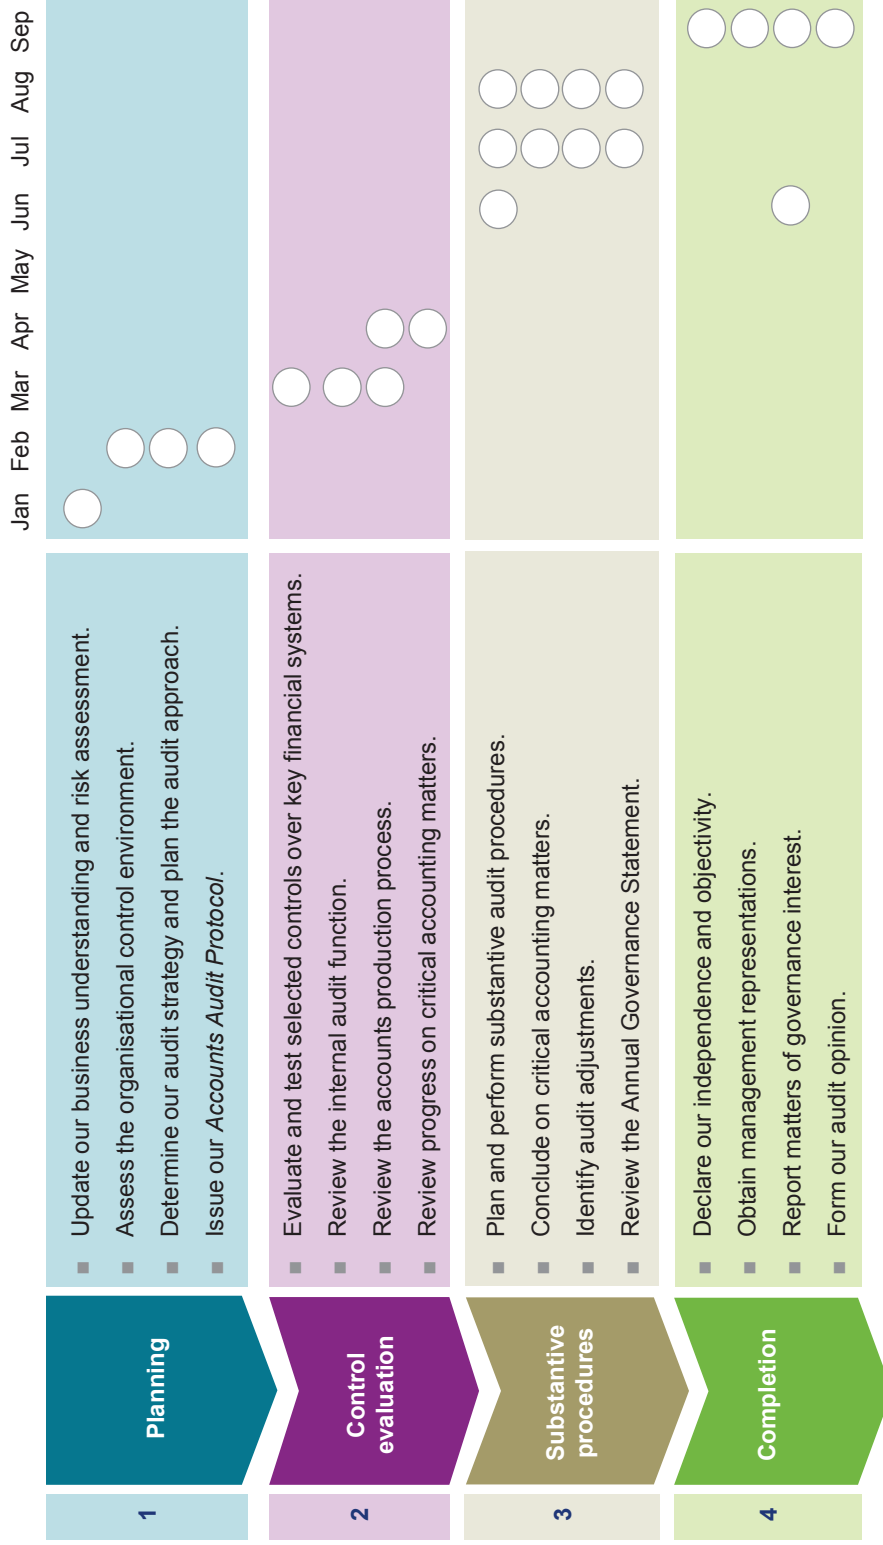 Jan Feb Mar Apr May Jun Jul Aug Sep
1
Planning
Update our business understanding and risk assessment.
Assess the organisational control environment.
Determine our audit strategy and plan the audit approach.
Issue our Accounts Audit Protocol.
2
Control
evaluation
Evaluate and test selected controls over key financial systems.
Review the internal audit function.
Review the accounts production process.
Review progress on critical accounting matters.
3
Substantive
procedures
Plan and perform substantive audit procedures.
Conclude on critical accounting matters.
Identify audit adjustments.
Review the Annual Governance Statement.
4
Completion
Declare our independence and objectivity.
Obtain management representations.
Report matters of governance interest.
Form our audit opinion.